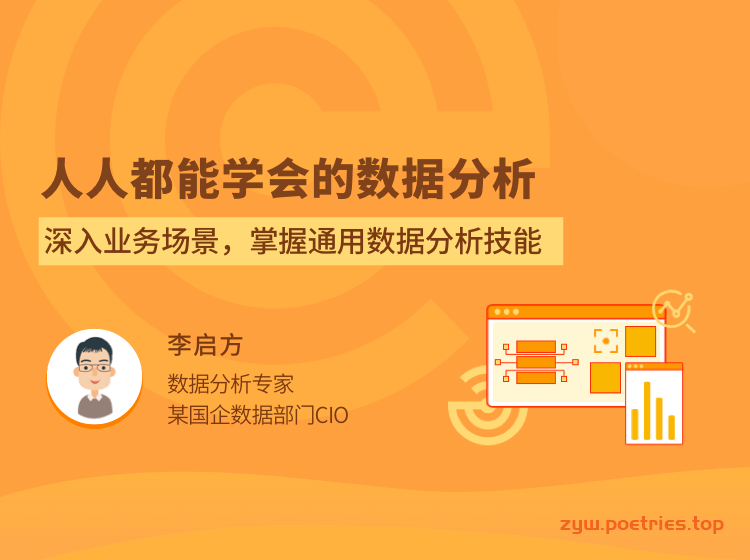 人人都能学会的数据分析
深入业务场景，掌握通用数据分析技能
李启方
数据分析专家
某国企数据部门CIO
zyw.poetries.top